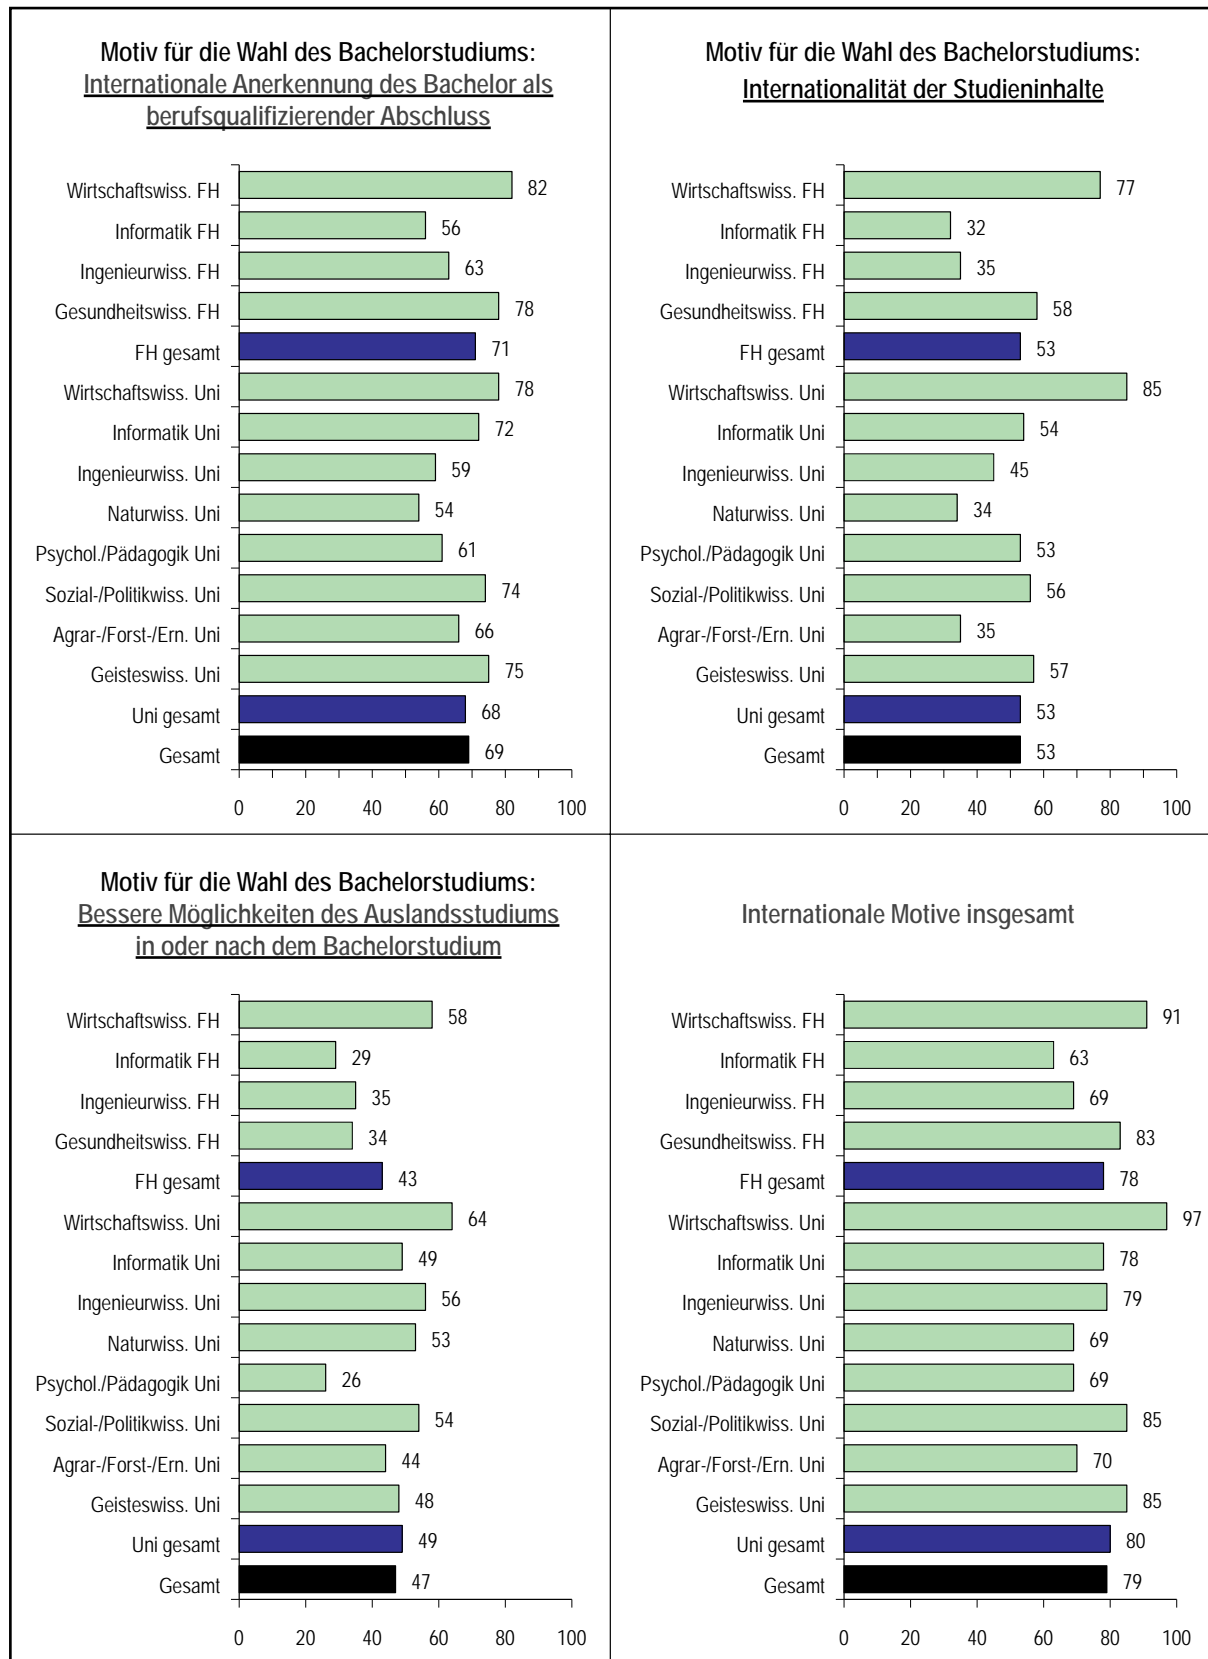 Motiv für die Wahl des Bachelorstudiums:
Internationale Anerkennung des Bachelor als
berufsqualifizierender Abschluss
Wirtschaftswiss. FH 82
Informatik FH 56
Ingenieurwiss. FH 63
Gesundheitswiss. FH 78
FH gesamt 71
Wirtschaftswiss. Uni 78
Informatik Uni 72
Ingenieurwiss. Uni 59
Naturwiss. Uni 54
Psychol./Pädagogik Uni 61
Sozial-/Politikwiss. Uni 74
Agrar-/Forst-/Ern. Uni 66
Geisteswiss. Uni 75
Uni gesamt 68
Gesamt 69
0 20 40 60 80 100
Motiv für die Wahl des Bachelorstudiums:
Internationalität der Studieninhalte
Wirtschaftswiss. FH 77
Informatik FH 32
Ingenieurwiss. FH 35
Gesundheitswiss. FH 58
FH gesamt 53
Wirtschaftswiss. Uni 85
Informatik Uni 54
Ingenieurwiss. Uni 45
Naturwiss. Uni 34
Psychol./Pädagogik Uni 53
Sozial-/Politikwiss. Uni 56
Agrar-/Forst-/Ern. Uni 35
Geisteswiss. Uni 57
Uni gesamt 53
Gesamt 53
0 20 40 60 80 100
Motiv für die Wahl des Bachelorstudiums:
Bessere Möglichkeiten des Auslandsstudiums
in oder nach dem Bachelorstudium
Wirtschaftswiss. FH 58
Informatik FH 29
Ingenieurwiss. FH 35
Gesundheitswiss. FH 34
FH gesamt 43
Wirtschaftswiss. Uni 64
Informatik Uni 49
Ingenieurwiss. Uni 56
Naturwiss. Uni 53
Psychol./Pädagogik Uni 26
Sozial-/Politikwiss. Uni 54
Agrar-/Forst-/Ern. Uni 44
Geisteswiss. Uni 48
Uni gesamt 49
Gesamt 47
0 20 40 60 80 100
Internationale Motive insgesamt
Wirtschaftswiss. FH 91
Informatik FH 63
Ingenieurwiss. FH 69
Gesundheitswiss. FH 83
FH gesamt 78
Wirtschaftswiss. Uni 97
Informatik Uni 78
Ingenieurwiss. Uni 79
Naturwiss. Uni 69
Psychol./Pädagogik Uni 69
Sozial-/Politikwiss. Uni 85
Agrar-/Forst-/Ern. Uni 70
Geisteswiss. Uni 85
Uni gesamt 80
Gesamt 79
0 20 40 60 80 100